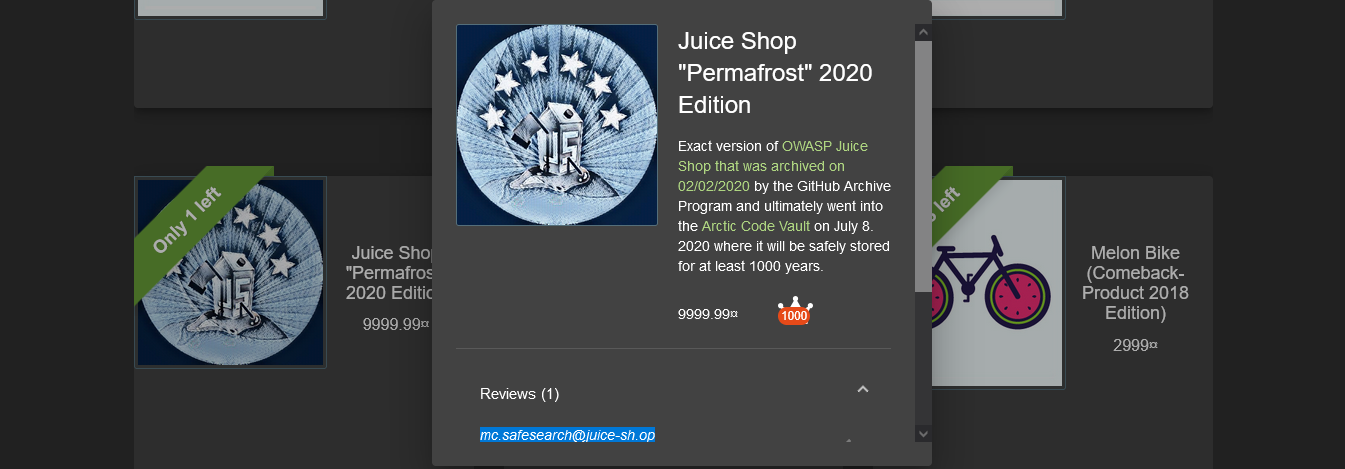 Juice Shop
"Permafrost" 2020
Edition
Exact version of OWASP Juice
Shop that was archived on
02/02/2020 by the GitHub Archive
Program and ultimately went into
the Arctic Code Vault on July 8.
2020 where it will be safely stored
for at least 1000 years.
9999.99¤
1000
Reviews (1)
mc.safesearch@juice-sh.op
Only 1 left
Juice Shop
"Permafros
2020 Editio
9999.99¤
left
Melon Bike
(Comeback-
Product 2018
Edition)
2999¤